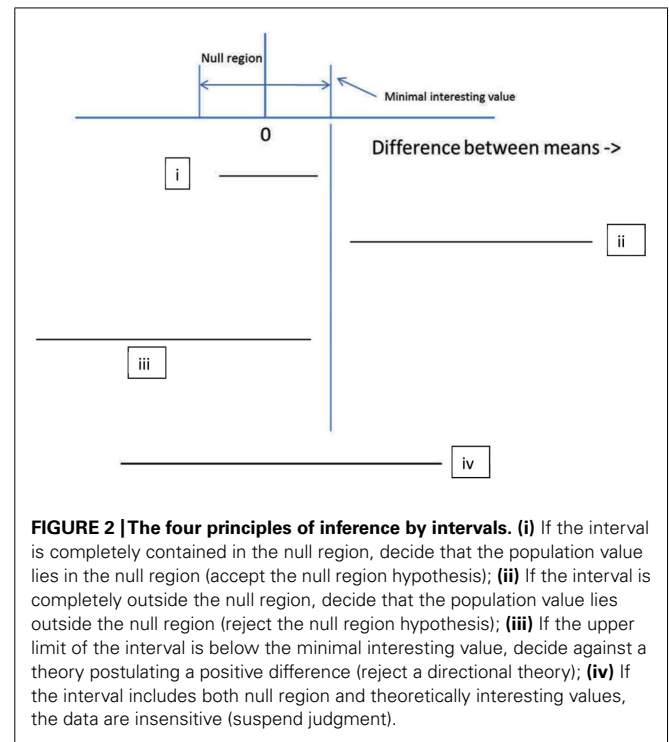 Null region
Minimal interesting value
0
Difference between means ->
i
ii
iii
iv
FIGURE 2 | The four principles of inference by intervals. (i) If the interval
is completely contained in the null region, decide that the population value
lies in the null region (accept the null region hypothesis); (ii) If the interval is
completely outside the null region, decide that the population value lies
outside the null region (reject the null region hypothesis); (iii) If the upper
limit of the interval is below the minimal interesting value, decide against a
theory postulating a positive difference (reject a directional theory); (iv) If
the interval includes both null region and theoretically interesting values,
the data are insensitive (suspend judgment).